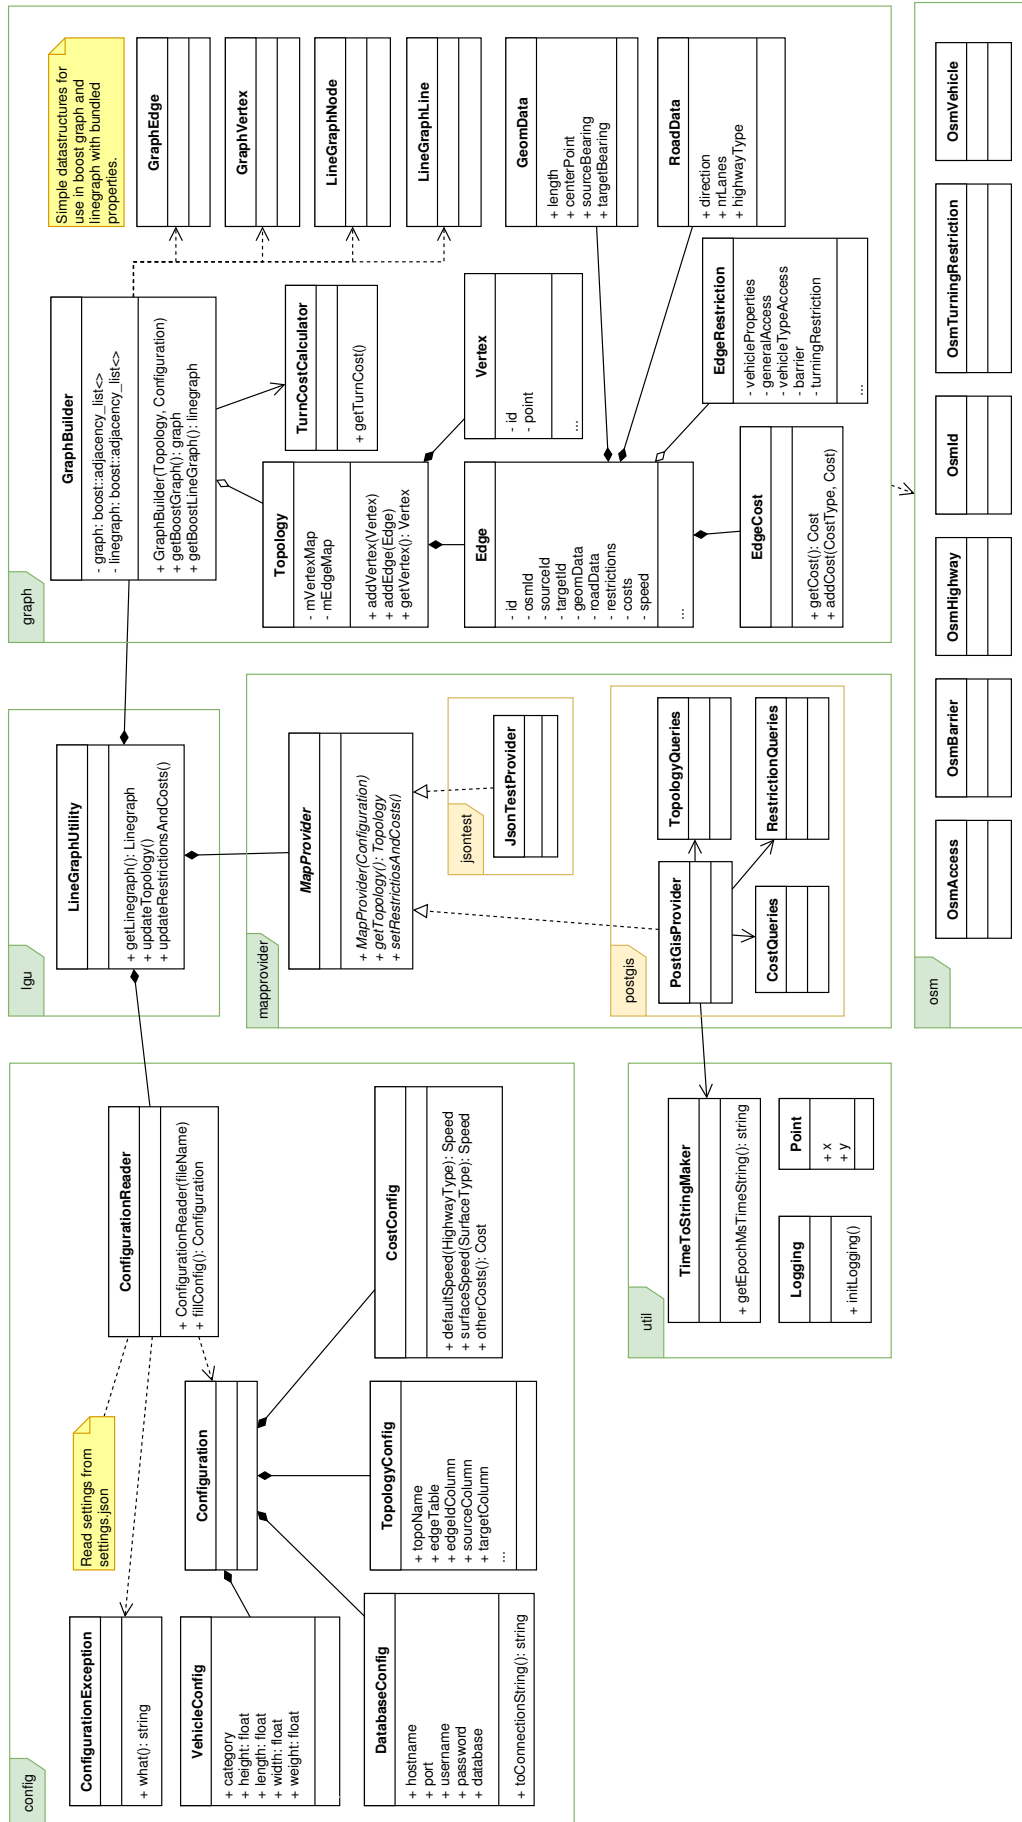 config
ConfigurationException
+ what(): string
Read settings from
settings.json
ConfigurationReader
+ ConfigurationReader(fileName)
+ fillConfig(): Configuration
VehicleConfig
+ category
+ height: float
+ length: float
+ width: float
+ weight: float
Configuration
DatabaseConfig
+ hostname
+ port
+ username
+ password
+ database
+ toConnectionString(): string
TopologyConfig
+ topoName
+ edgeTable
+ edgeIdColumn
+ sourceColumn
+ targetColumn
...
CostConfig
+ defaultSpeed(HighwayType): Speed
+ surfaceSpeed(SurfaceType): Speed
+ otherCosts(): Cost
util
TimeToStringMaker
+ getEpochMsTimeString(): string
Logging
+ initLogging()
Point
+ x
+ y
lgu
LineGraphUtility
+ getLinegraph(): Linegraph
+ updateTopology()
+ updateRestrictionsAndCosts()
mapprovider
MapProvider
+ MapProvider(Configuration)
+ getTopology(): Topology
+ setRestrictiosAndCosts()
jsontest
JsonTestProvider
postgis
PostGisProvider
TopologyQueries
CostQueries
RestrictionQueries
graph
GraphBuilder
- graph: boost::adjacency_list<>
- linegraph: boost::adjacency_list<>
+ GraphBuilder(Topology, Configuration)
+ getBoostGraph(): graph
+ getBoostLineGraph(): linegraph
Simple datastructures for
use in boost graph and
linegraph with bundled
properties.
GraphEdge
GraphVertex
LineGraphNode
LineGraphLine
TurnCostCalculator
+ getTurnCost()
Topology
- mVertexMap
- mEdgeMap
+ addVertex(Vertex)
+ addEdge(Edge)
+ getVertex(): Vertex
Vertex
- id
- point
...
Edge
- id
- osmId
- sourceId
- targetId
- geomData
- roadData
- restrictions
- costs
- speed
...
GeomData
+ length
+ centerPoint
+ sourceBearing
+ targetBearing
RoadData
+ direction
+ nrLanes
+ highwayType
EdgeRestriction
- vehicleProperties
- generalAccess
- vehicleTypeAccess
- barrier
- turningRestriction
...
EdgeCost
+ getCost(): Cost
+ addCost(CostType, Cost)
osm
OsmAccess
OsmBarrier
OsmHighway
OsmId
OsmTurningRestriction
OsmVehicle